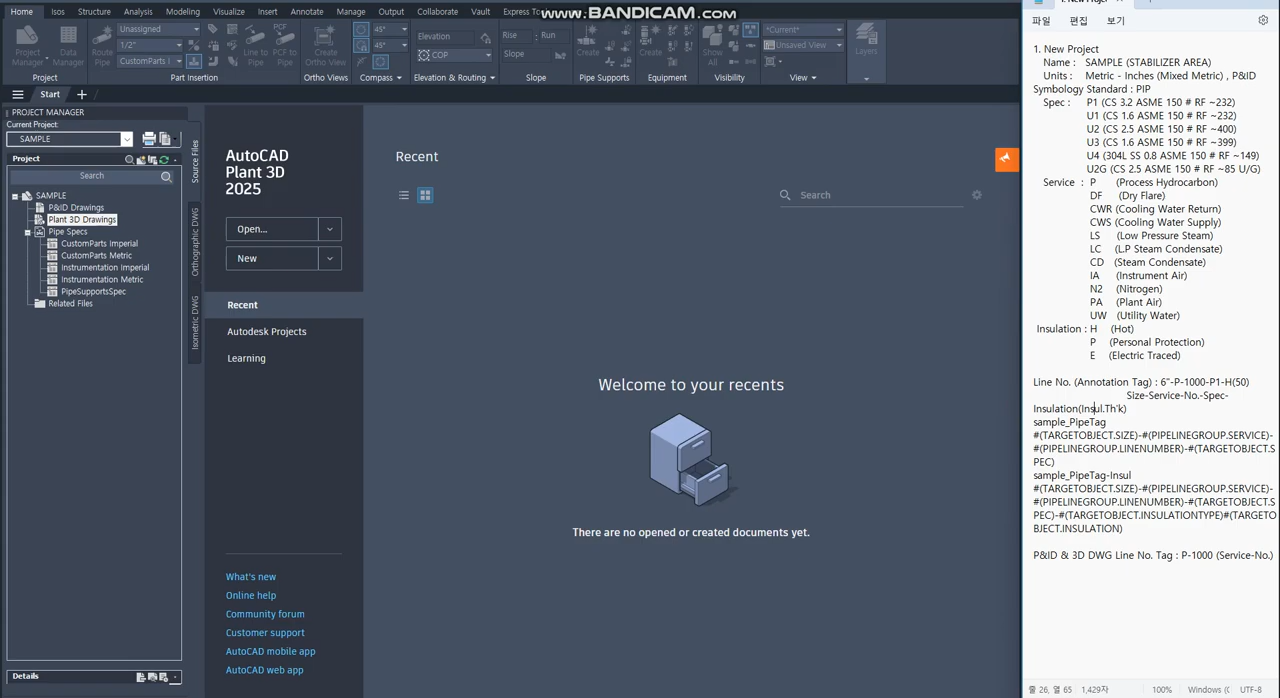 Home Isos Structure Analysis Modeling Visualize Insert Annotate Manage Output Collaborate Vault Express To
www.BANDICAM.com
Project Manager
Data Manager
Route Pipe
Unassigned
1/2"
CustomParts I
Line to Pipe
PCF to Pipe
Create Ortho View
45°
45°
Elevation
COP
Rise
Run
Slope
Create
Create
Show All
*Current*
Unsaved View
Layers
Project
Part Insertion
Ortho Views
Compass
Elevation & Routing
Slope
Pipe Supports
Equipment
Visibility
View
Start
PROJECT MANAGER
Current Project:
SAMPLE
Project
Search
SAMPLE
P&ID Drawings
Plant 3D Drawings
Pipe Specs
CustomParts Imperial
CustomParts Metric
Instrumentation Imperial
Instrumentation Metric
PipeSupportsSpec
Related Files
Details
Source Files
Orthographic DWG
Isometric DWG
AutoCAD
Plant 3D
2025
Open...
New
Recent
Autodesk Projects
Learning
What's new
Online help
Community forum
Customer support
AutoCAD mobile app
AutoCAD web app
Recent
Search
Welcome to your recents
There are no opened or created documents yet.
파일 편집 보기
1. New Project
Name : SAMPLE (STABILIZER AREA)
Units : Metric - Inches (Mixed Metric) , P&ID
Symbology Standard : PIP
Spec : P1 (CS 3.2 ASME 150 # RF ~232)
U1 (CS 1.6 ASME 150 # RF ~232)
U2 (CS 2.5 ASME 150 # RF ~400)
U3 (CS 1.6 ASME 150 # RF ~399)
U4 (304L SS 0.8 ASME 150 # RF ~149)
U2G (CS 2.5 ASME 150 # RF ~85 U/G)
Service : P (Process Hydrocarbon)
DF (Dry Flare)
CWR (Cooling Water Return)
CWS (Cooling Water Supply)
LS (Low Pressure Steam)
LC (L.P Steam Condensate)
CD (Steam Condensate)
IA (Instrument Air)
N2 (Nitrogen)
PA (Plant Air)
UW (Utility Water)
Insulation : H (Hot)
P (Personal Protection)
E (Electric Traced)
Line No. (Annotation Tag) : 6"-P-1000-P1-H(50)
Size-Service-No.-Spec-
Insulation(Insul.Th'k)
sample_PipeTag
#(TARGETOBJECT.SIZE)-#(PIPELINEGROUP.SERVICE)-
#(PIPELINEGROUP.LINENUMBER)-#(TARGETOBJECT.S
PEC)
sample_PipeTag-Insul
#(TARGETOBJECT.SIZE)-#(PIPELINEGROUP.SERVICE)-
#(PIPELINEGROUP.LINENUMBER)-#(TARGETOBJECT.S
PEC)-#(TARGETOBJECT.INSULATIONTYPE)#(TARGETO
BJECT.INSULATION)
P&ID & 3D DWG Line No. Tag : P-1000 (Service-No.)
줄 26, 열 65 1,429자 100% Windows (C UTF-8